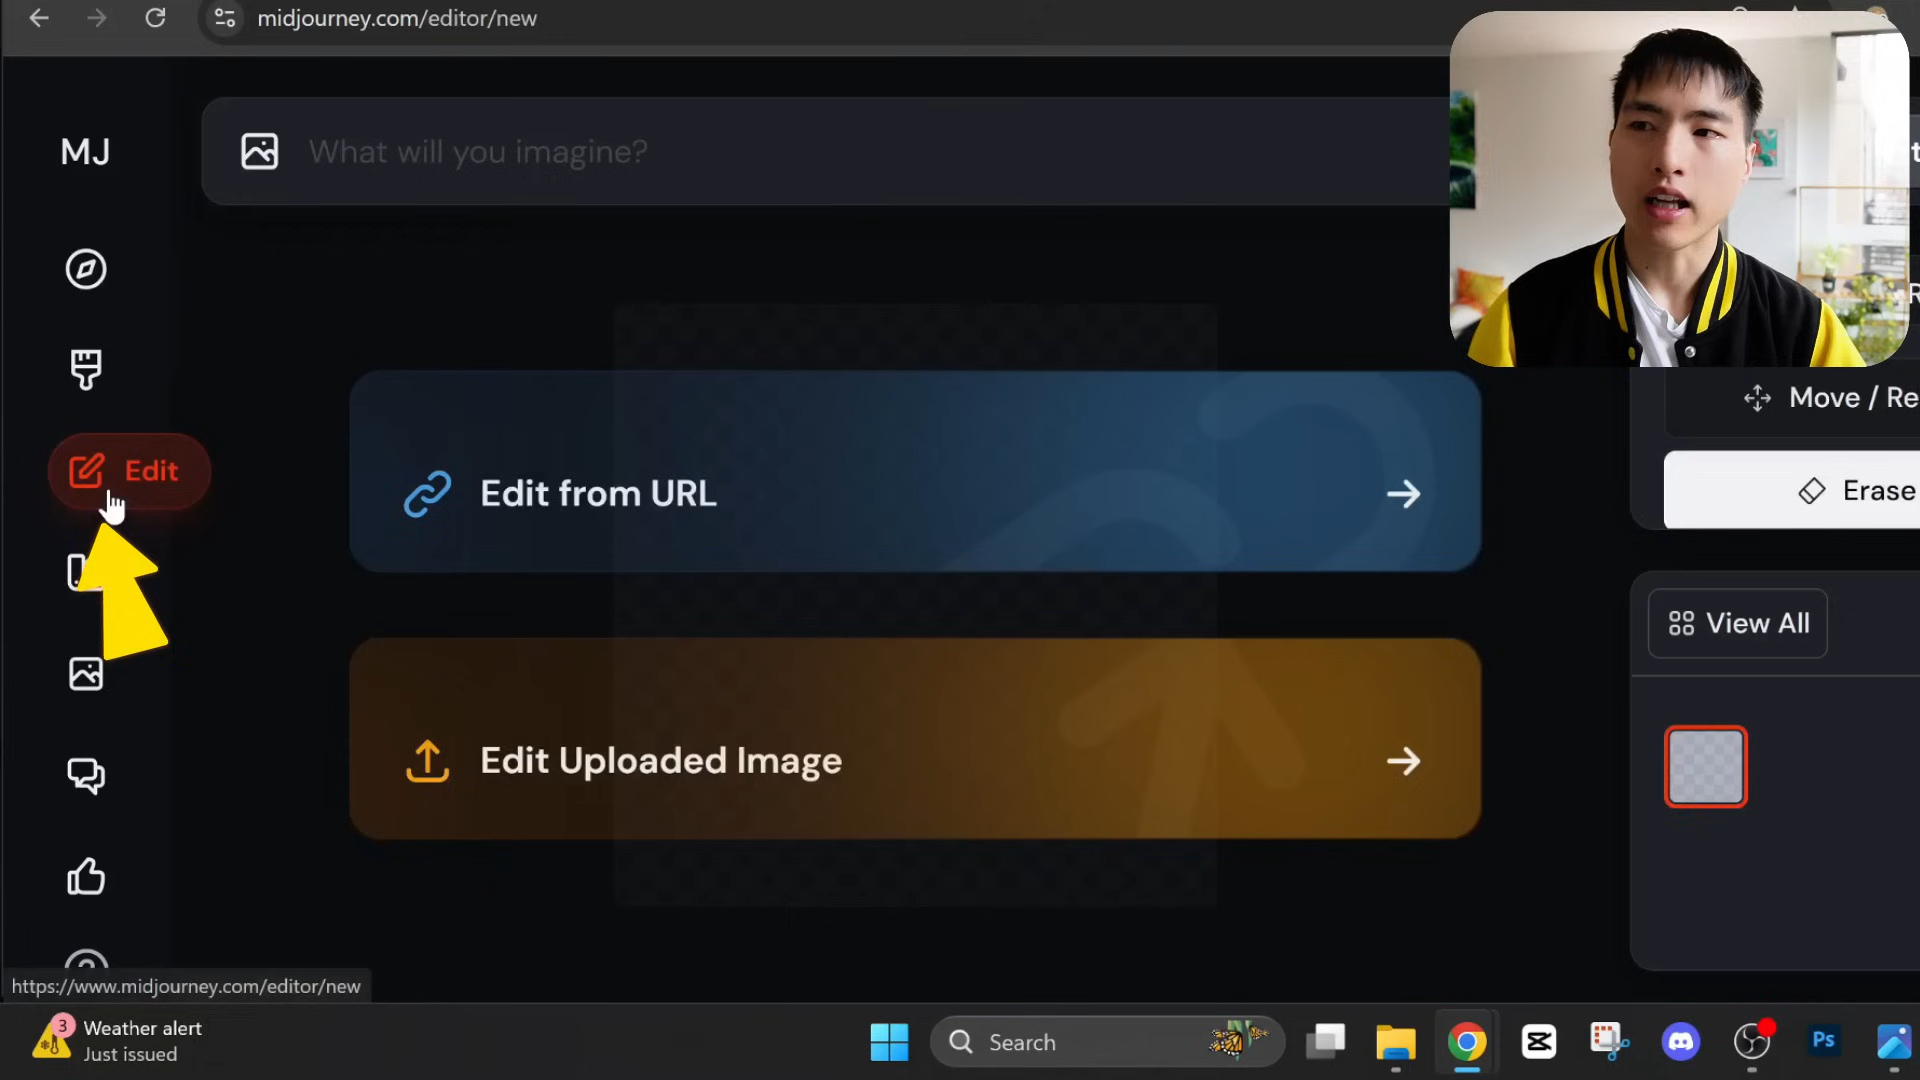 midjourney.com/editor/new
MJ
What will you imagine?
Edit
Edit from URL
Move / Re
Erase
View All
Edit Uploaded Image
https://www.midjourney.com/editor/new
3
Weather alert
Just issued
Search
Ps